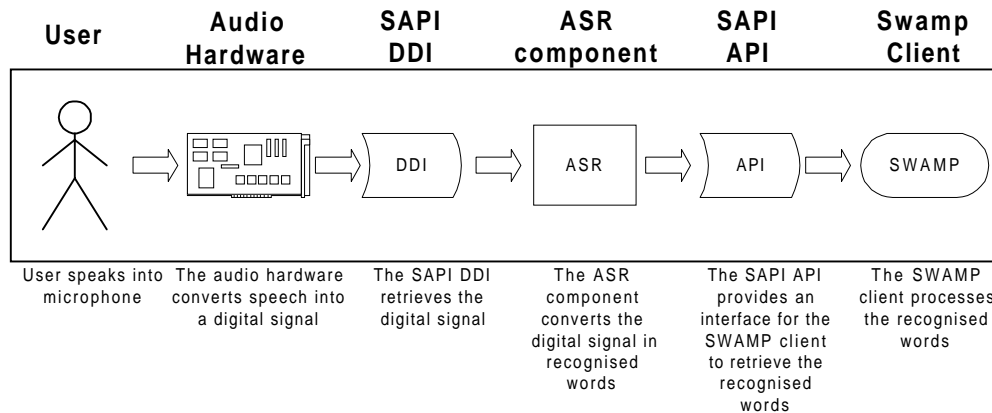 User
Audio
Hardware
SAPI
DDI
ASR
component
SAPI
API
Swamp
Client
DDI
ASR
API
SWAMP
User speaks into
microphone
The audio hardware
converts speech into
a digital signal
The SAPI DDI
retrieves the
digital signal
The ASR
component
converts the
digital signal in
recognised
words
The SAPI API
provides an
interface for the
SWAMP client
to retrieve the
recognised
words
The SWAMP
client processes
the recognised
words